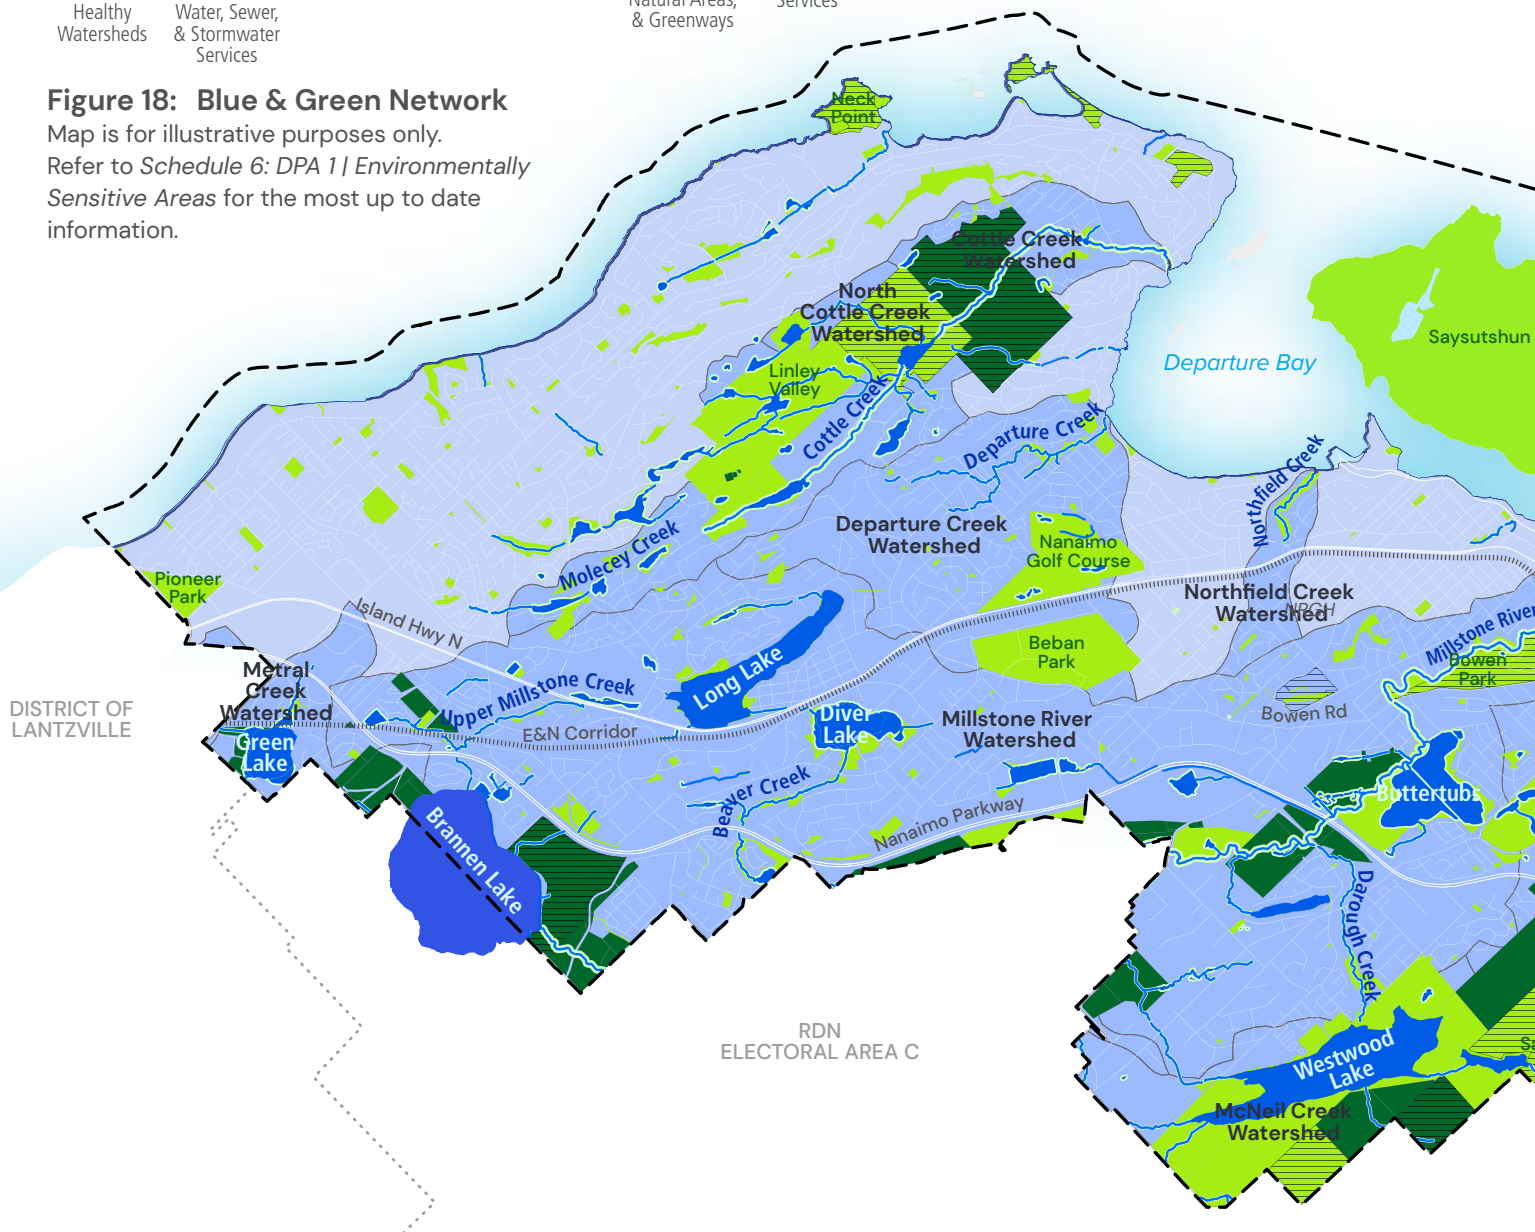 Healthy
Watersheds
Water, Sewer,
& Stormwater
Services
Natural Areas,
& Greenways
Services
Figure 18: Blue & Green Network
Map is for illustrative purposes only.
Refer to Schedule 6: DPA 1 | Environmentally
Sensitive Areas for the most up to date
information.
Neck
Point
Cottle Creek
Watershed
North
Cottle Creek
Watershed
Saysutshun
Departure Bay
Linley
Valley
Cottle Creek
Departure Creek
Northfield Creek
Departure Creek
Watershed
Nanaimo
Golf Course
Molecey Creek
Pioneer
Park
Island Hwy N
Northfield Creek
Watershed
NRGH
Millstone River
Beban
Park
Bowen
Park
Metral
Creek
Watershed
Long Lake
Upper Millstone Creek
DISTRICT OF
LANTZVILLE
E&N Corridor
Diver
Lake
Millstone River
Watershed
Bowen Rd
Green
Lake
Beaver Creek
Buttertubs
Nanaimo Parkway
Brannen Lake
Darough Creek
RDN
ELECTORAL AREA C
Westwood
Lake
McNeil Creek
Watershed